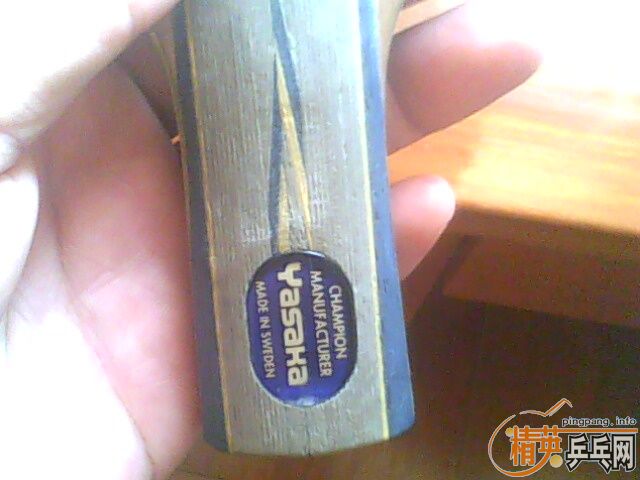 CHAMPION
MANUFACTURER
Yasaka
MADE IN SWEDEN
pingpang.info
精英乒乓网